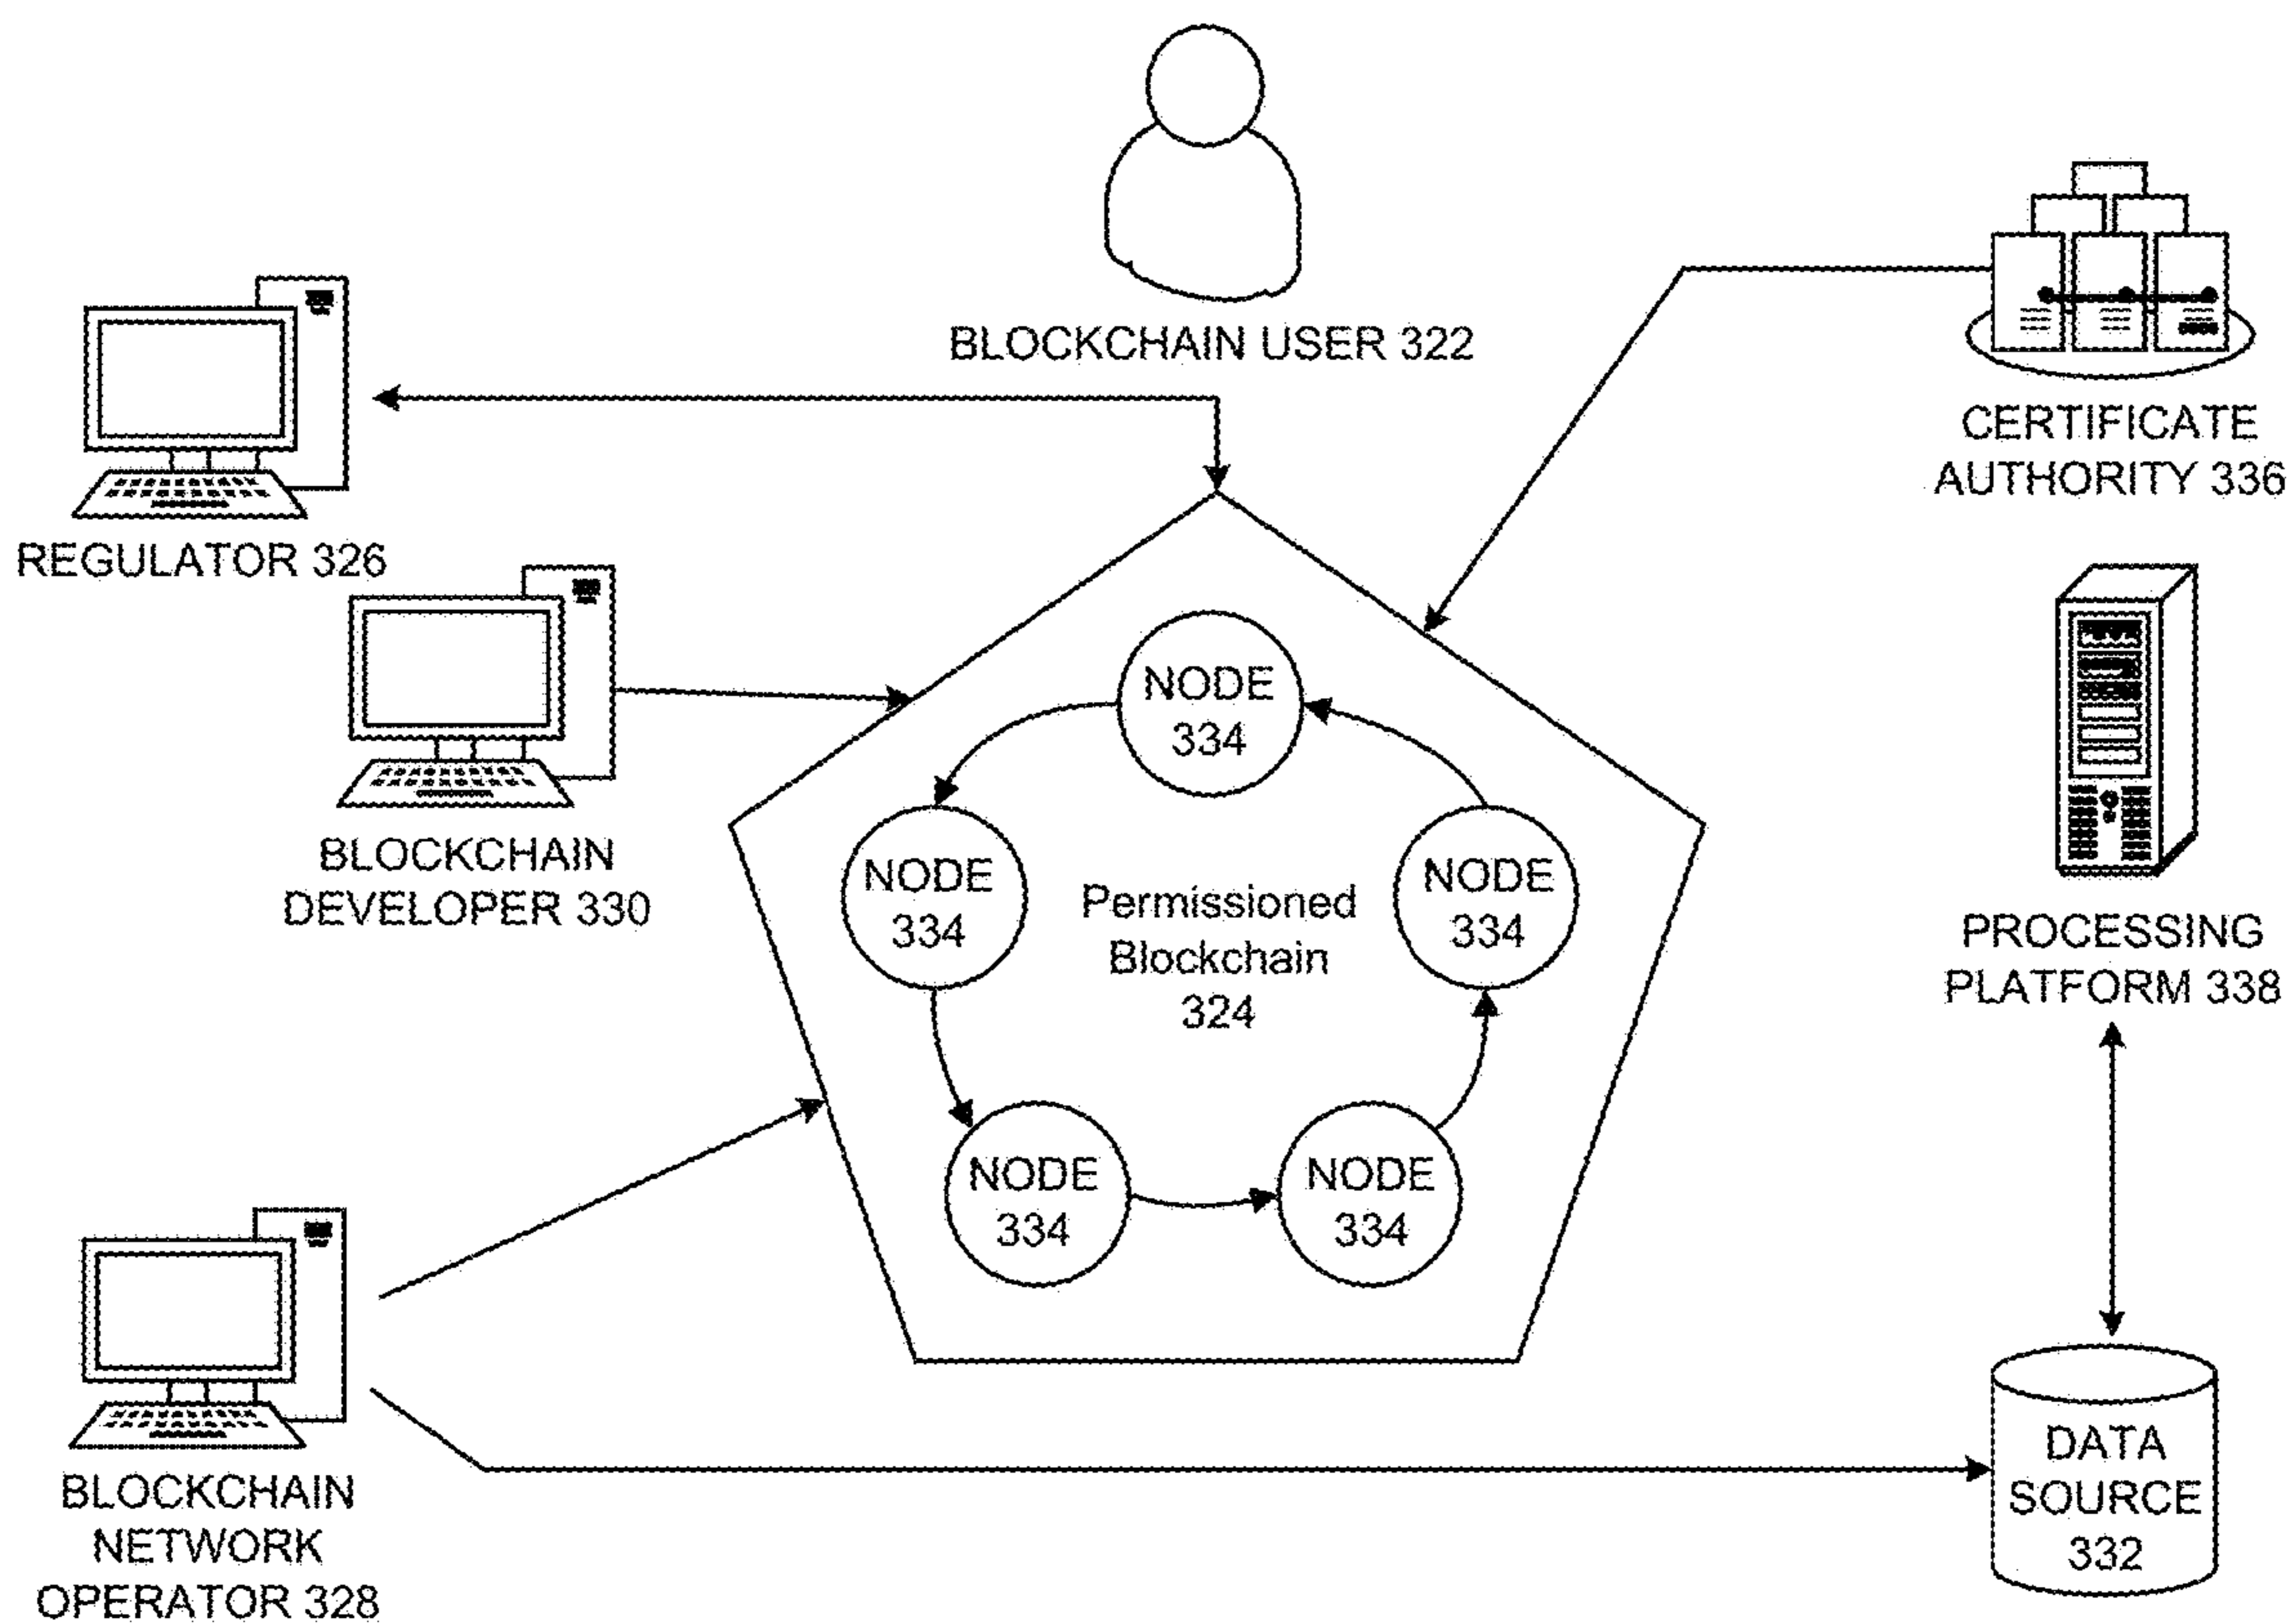 BLOCKCHAIN USER 322
CERTIFICATE
AUTHORITY 336
REGULATOR 326
BLOCKCHAIN
DEVELOPER 330
NODE
334
NODE
334
Permissioned
Blockchain
324
NODE
334
NODE
334
NODE
334
PROCESSING
PLATFORM 338
BLOCKCHAIN
NETWORK
OPERATOR 328
DATA
SOURCE
332